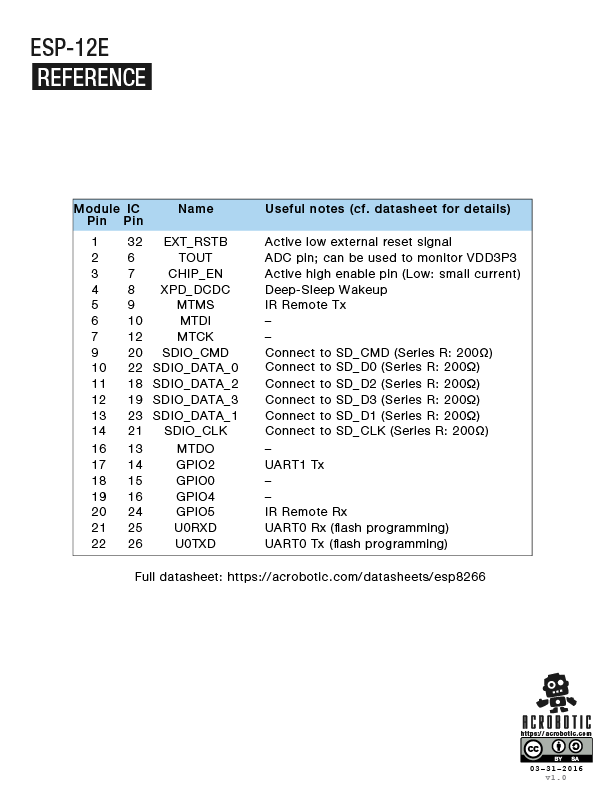 ESP-12E
REFERENCE
Module IC Name Useful notes (cf. datasheet for details)
Pin Pin
1 32 EXT_RSTB Active low external reset signal
2 6 TOUT ADC pin; can be used to monitor VDD3P3
3 7 CHIP_EN Active high enable pin (Low: small current)
4 8 XPD_DCDC Deep-Sleep Wakeup
5 9 MTMS IR Remote Tx
6 10 MTDI –
7 12 MTCK –
9 20 SDIO_CMD Connect to SD_CMD (Series R: 200Ω)
10 22 SDIO_DATA_0 Connect to SD_D0 (Series R: 200Ω)
11 18 SDIO_DATA_2 Connect to SD_D2 (Series R: 200Ω)
12 19 SDIO_DATA_3 Connect to SD_D3 (Series R: 200Ω)
13 23 SDIO_DATA_1 Connect to SD_D1 (Series R: 200Ω)
14 21 SDIO_CLK Connect to SD_CLK (Series R: 200Ω)
16 13 MTDO –
17 14 GPIO2 UART1 Tx
18 15 GPIO0 –
19 16 GPIO4 –
20 24 GPIO5 IR Remote Rx
21 25 U0RXD UART0 Rx (flash programming)
22 26 U0TXD UART0 Tx (flash programming)
Full datasheet: https://acrobotic.com/datasheets/esp8266
ACROBOTIC
https://acrobotic.com
cc
BY SA
03-31-2016
v1.0